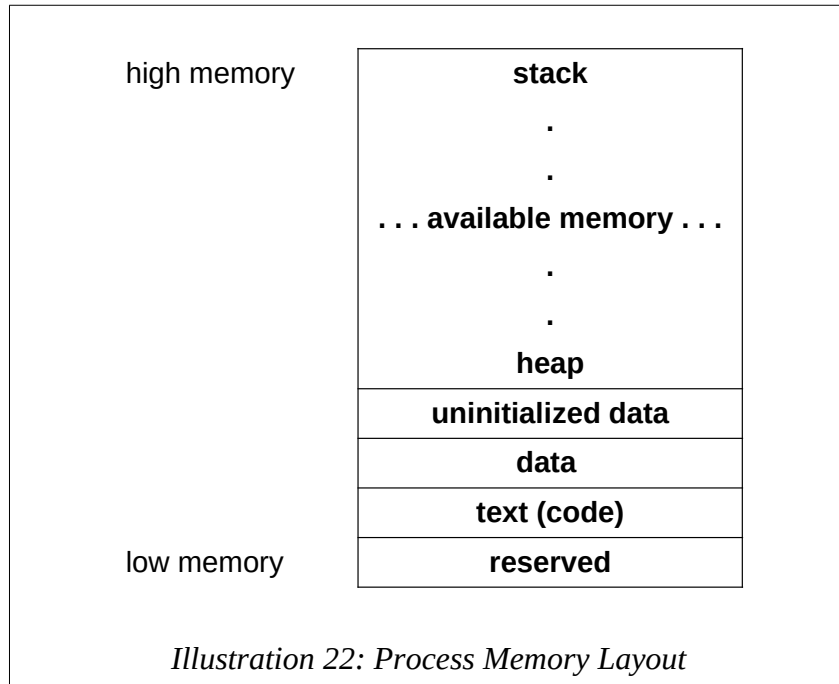 high memory stack
.
.
. . . available memory . . .
.
.
heap
uninitialized data
data
text (code)
low memory reserved
Illustration 22: Process Memory Layout